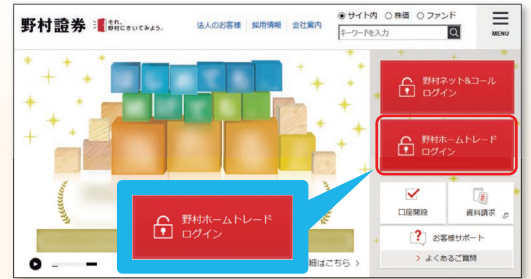 野村證券
それ、
野村にきいてみよう。
法人のお客様
採用情報
会社案内
サイト内 株価 ファンド
キーワードを入力
MENU
野村ネット&コール
ログイン
野村ホームトレード
ログイン
口座開設
資料請求
お客様サポート
よくあるご質問
野村ホームトレード
ログイン
細はこちら